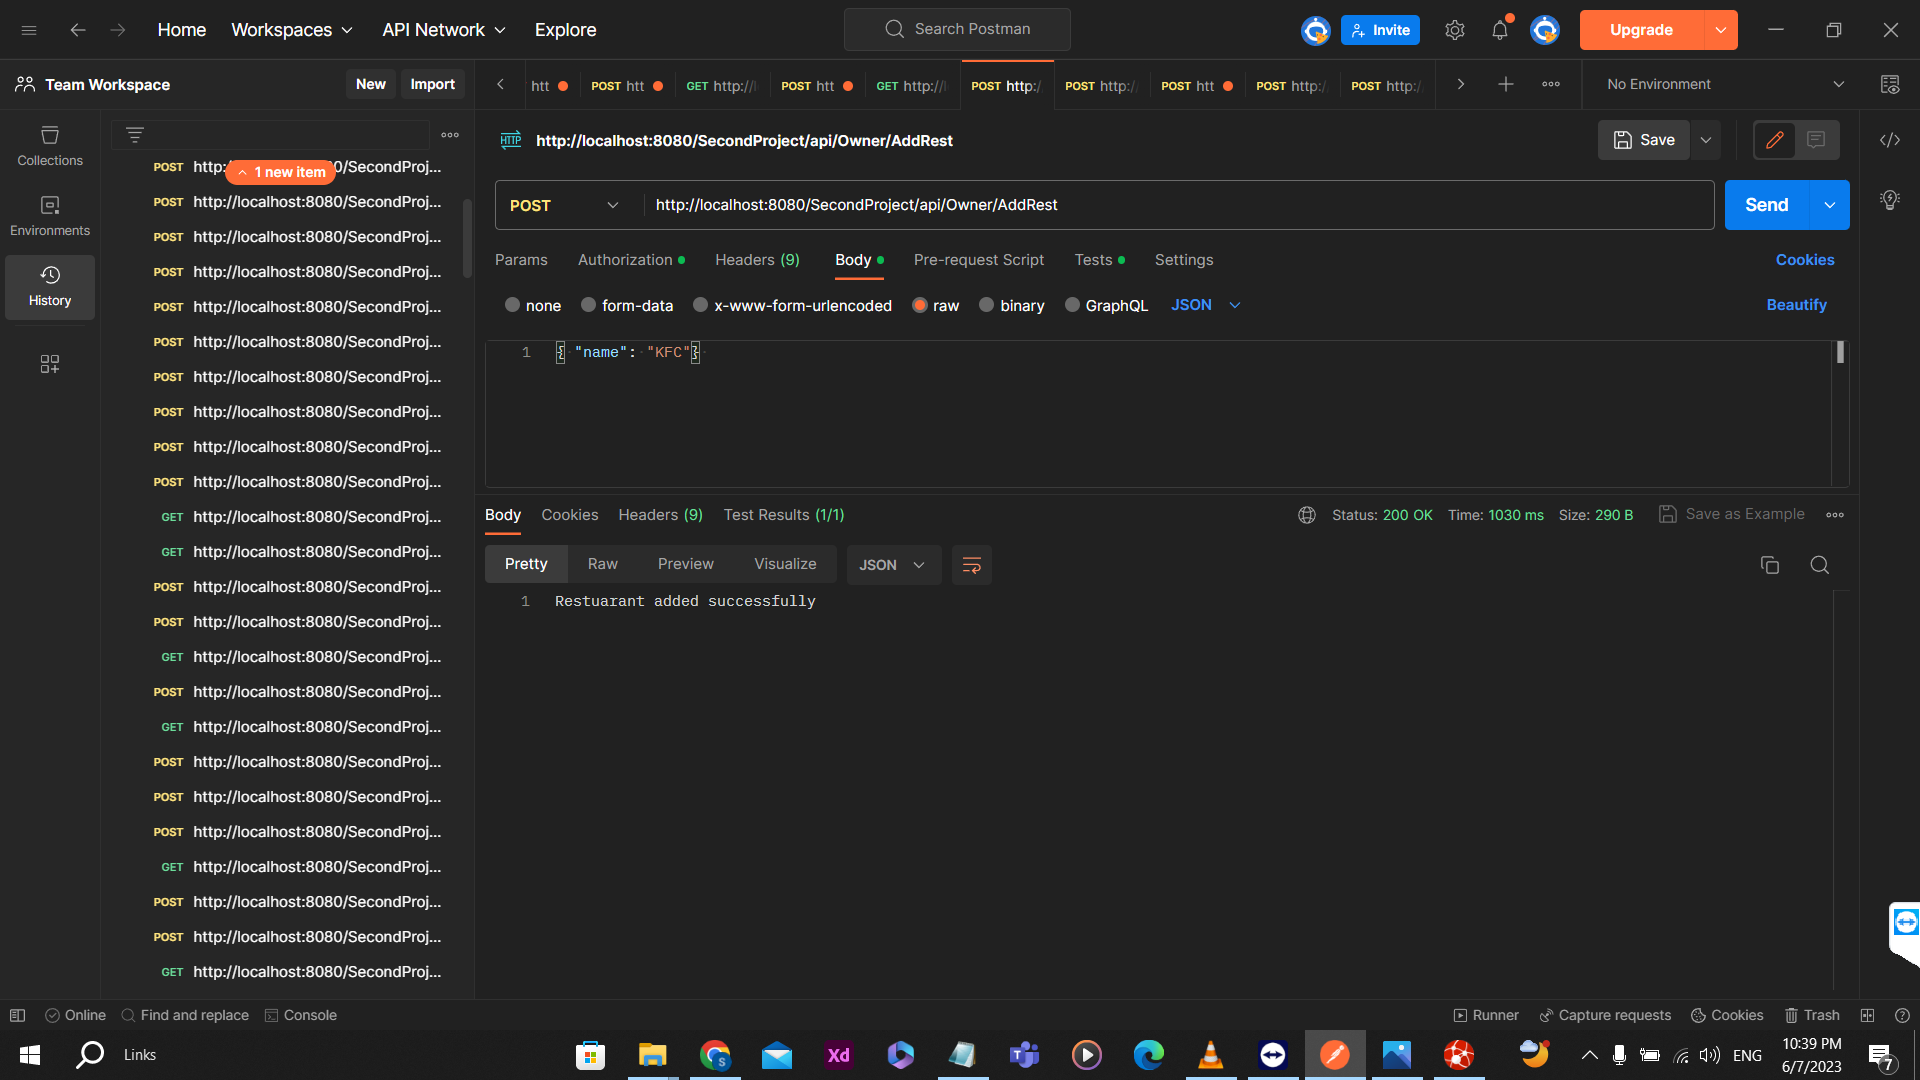 Home Workspaces API Network Explore Search Postman Invite Upgrade
Team Workspace New Import htt POST htt GET http:// POST htt GET http:// POST http:/ POST http:/ POST htt POST http:/ POST http:/ No Environment
Collections
Environments
History
POST http: 0/SecondProj...
1 new item
POST http://localhost:8080/SecondProj...
POST http://localhost:8080/SecondProj...
POST http://localhost:8080/SecondProj...
POST http://localhost:8080/SecondProj...
POST http://localhost:8080/SecondProj...
POST http://localhost:8080/SecondProj...
POST http://localhost:8080/SecondProj...
POST http://localhost:8080/SecondProj...
POST http://localhost:8080/SecondProj...
GET http://localhost:8080/SecondProj...
GET http://localhost:8080/SecondProj...
POST http://localhost:8080/SecondProj...
POST http://localhost:8080/SecondProj...
GET http://localhost:8080/SecondProj...
POST http://localhost:8080/SecondProj...
GET http://localhost:8080/SecondProj...
POST http://localhost:8080/SecondProj...
POST http://localhost:8080/SecondProj...
POST http://localhost:8080/SecondProj...
GET http://localhost:8080/SecondProj...
POST http://localhost:8080/SecondProj...
POST http://localhost:8080/SecondProj...
GET http://localhost:8080/SecondProj...
HTTP http://localhost:8080/SecondProject/api/Owner/AddRest Save
POST http://localhost:8080/SecondProject/api/Owner/AddRest Send
Params Authorization Headers (9) Body Pre-request Script Tests Settings Cookies
none form-data x-www-form-urlencoded raw binary GraphQL JSON Beautify
1 { "name": "KFC"}
Body Cookies Headers (9) Test Results (1/1) Status: 200 OK Time: 1030 ms Size: 290 B Save as Example
Pretty Raw Preview Visualize JSON
1 Restuarant added successfully
Online Find and replace Console Runner Capture requests Cookies Trash
Links Xd S T ENG 10:39 PM
6/7/2023
7